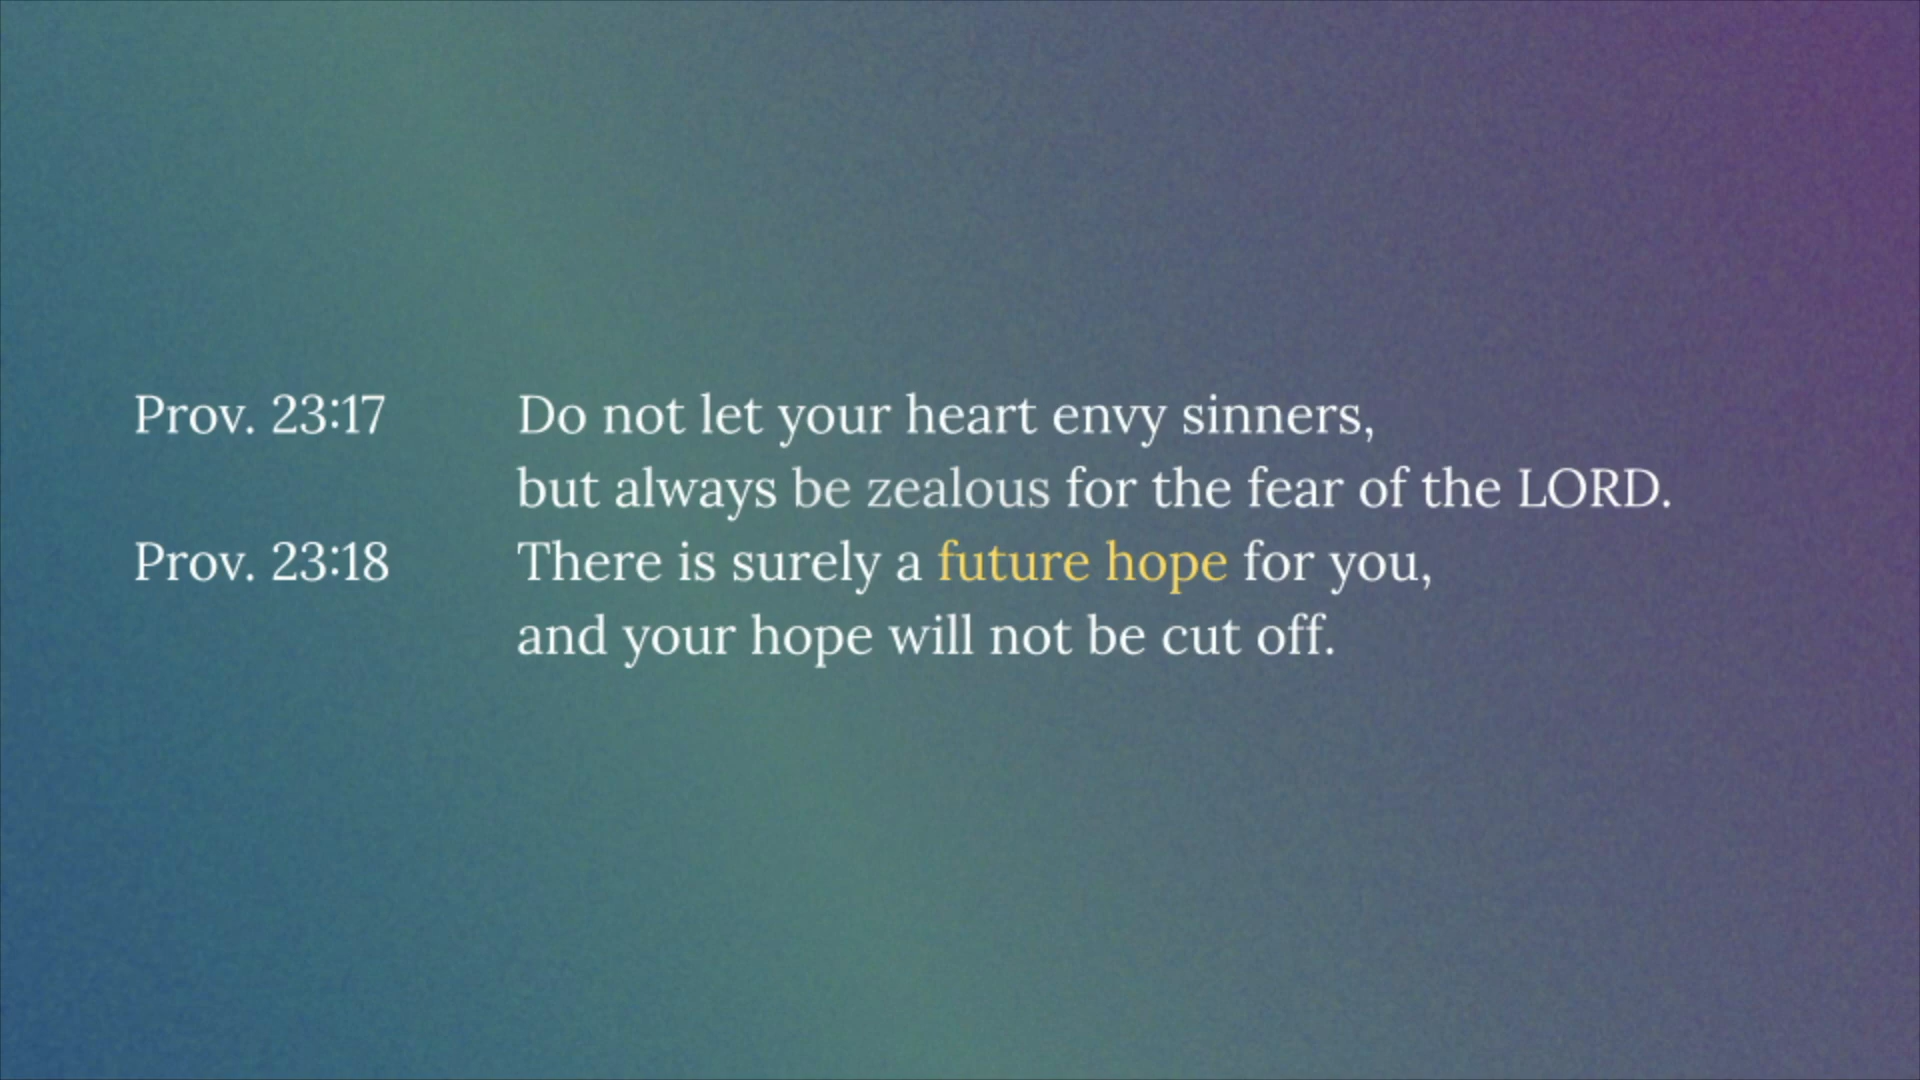 Prov. 23:17 Do not let your heart envy sinners,
but always be zealous for the fear of the LORD.
Prov. 23:18 There is surely a future hope for you,
and your hope will not be cut off.